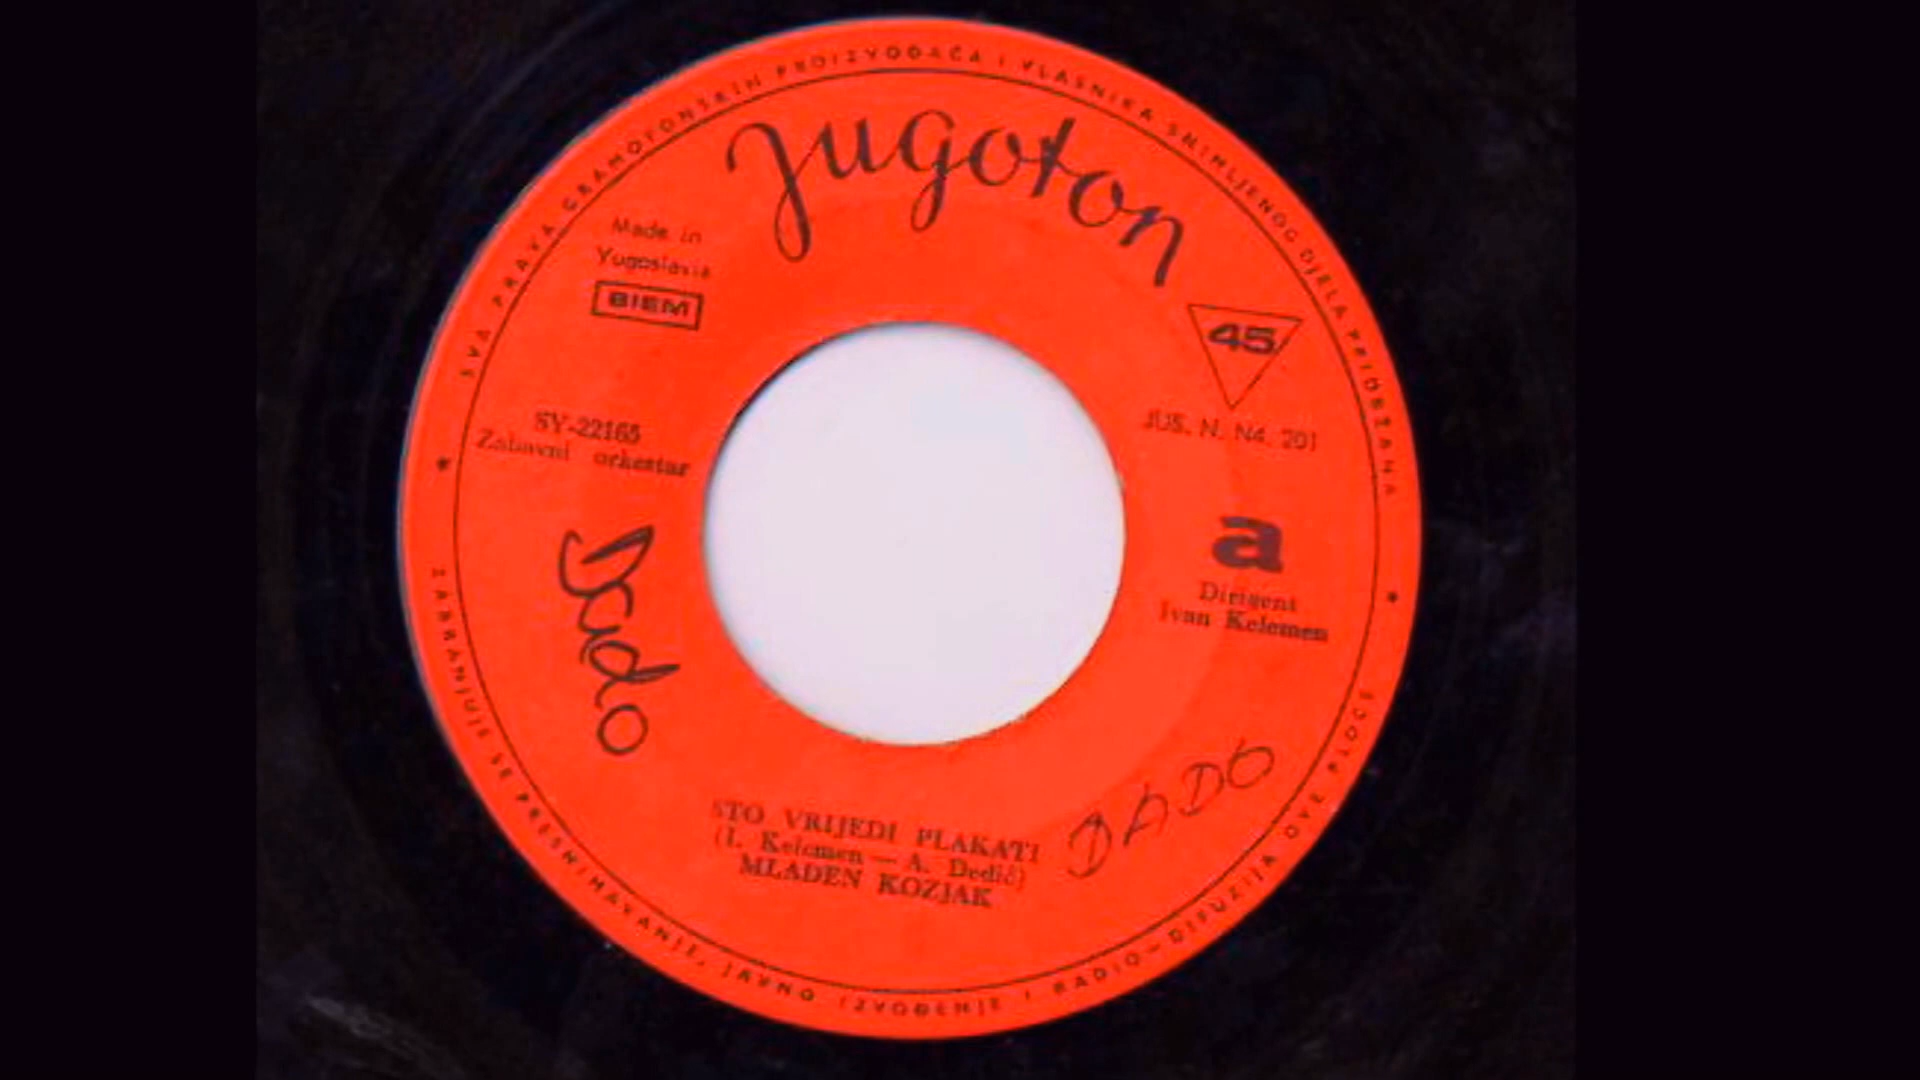 SVA PRAVA GRAMOFONSKIH PROIZVOĐAČA I VLASNIKA SNIMLJENOG DJELA PRIDRŽANA
Jugoton
Made in
Yugoslavia
BIEM
45
JUS. N. N4. 201
SY-22165
Zabavni orkestar
a
Dirigent
Ivan Kelemen
Dado
DADO
ŠTO VRIJEDI PLAKATI
(I. Kelemen — A. Dedić)
MLADEN KOZJAK
ZABRANJUJE SE PRESNIMAVANJE, JAVNO IZVOĐENJE I RADIO-DIFUZIJA OVE PLOČE